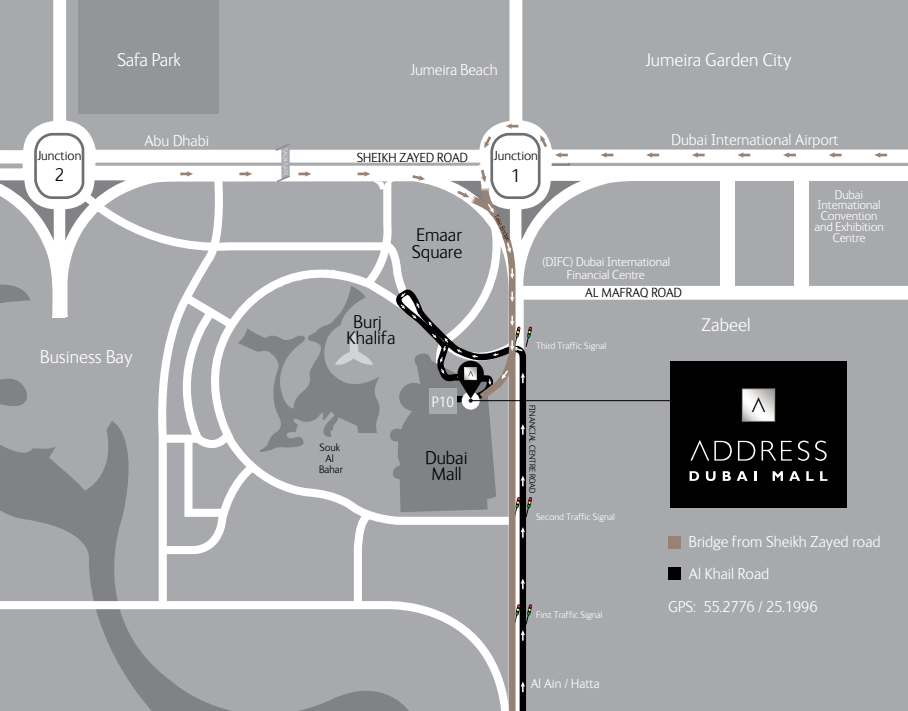 Safa Park
Jumeira Beach
Jumeira Garden City
Abu Dhabi
Dubai International Airport
Junction
2
SHEIKH ZAYED ROAD
Junction
1
Dubai
International
Convention
and Exhibition
Centre
Emaar
Square
(DIFC) Dubai International
Financial Centre
AL MAFRAQ ROAD
Burj
Khalifa
Zabeel
Third Traffic Signal
Business Bay
P10
FINANCIAL CENTRE ROAD
Souk
Al
Bahar
Dubai
Mall
ADDRESS
DUBAI MALL
Second Traffic Signal
Bridge from Sheikh Zayed road
Al Khail Road
GPS: 55.2776 / 25.1996
First Traffic Signal
Al Ain / Hatta